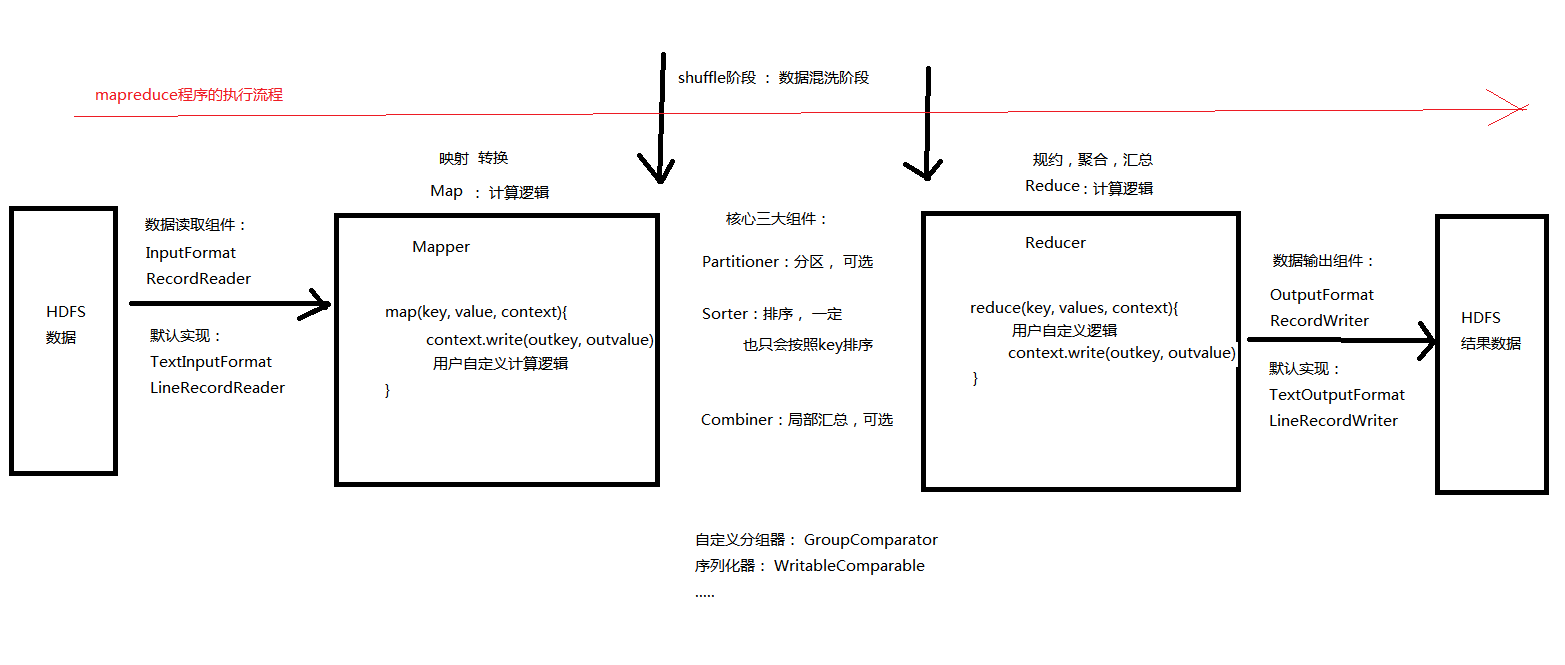 shuffle阶段 ： 数据混洗阶段
mapreduce程序的执行流程
映射 转换
Map ： 计算逻辑
规约，聚合，汇总
Reduce：计算逻辑
HDFS
数据
数据读取组件：
InputFormat
RecordReader
默认实现：
TextInputFormat
LineRecordReader
Mapper
map(key, value, context){
context.write(outkey, outvalue)
用户自定义计算逻辑
}
核心三大组件：
Partitioner：分区， 可选
Sorter：排序， 一定
也只会按照key排序
Combiner：局部汇总，可选
Reducer
reduce(key, values, context){
用户自定义逻辑
context.write(outkey, outvalue)
}
数据输出组件：
OutputFormat
RecordWriter
默认实现：
TextOutputFormat
LineRecordWriter
HDFS
结果数据
自定义分组器： GroupComparator
序列化器： WritableComparable
.....